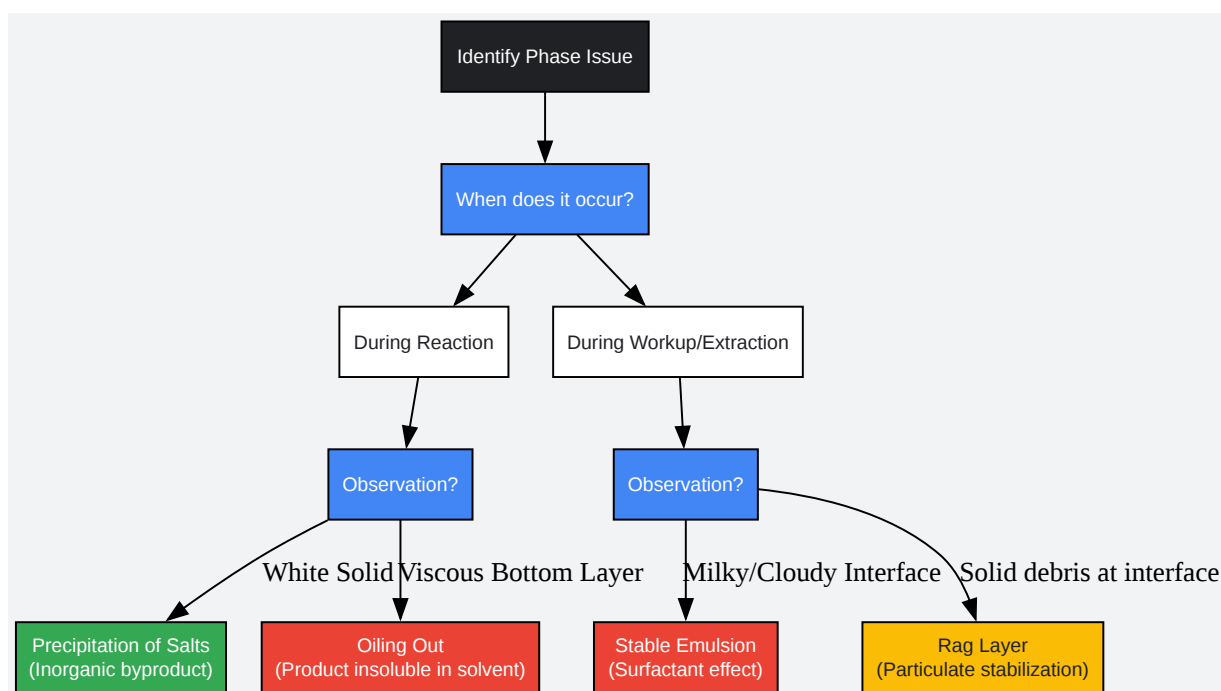 Identify Phase Issue
When does it occur?
During Reaction
During Workup/Extraction
Observation?
Observation?
White Solid
Viscous Bottom Layer
Milky/Cloudy Interface
Solid debris at interface
Precipitation of Salts
(Inorganic byproduct)
Oiling Out
(Product insoluble in solvent)
Stable Emulsion
(Surfactant effect)
Rag Layer
(Particulate stabilization)